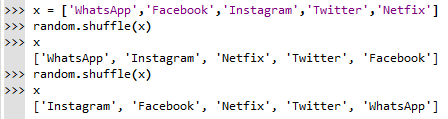 >>> x = ['WhatsApp','Facebook','Instagram','Twitter','Netfix']
>>> random.shuffle(x)
>>> x
['WhatsApp', 'Instagram', 'Netfix', 'Twitter', 'Facebook']
>>> random.shuffle(x)
>>> x
['Instagram', 'Facebook', 'Netfix', 'Twitter', 'WhatsApp']